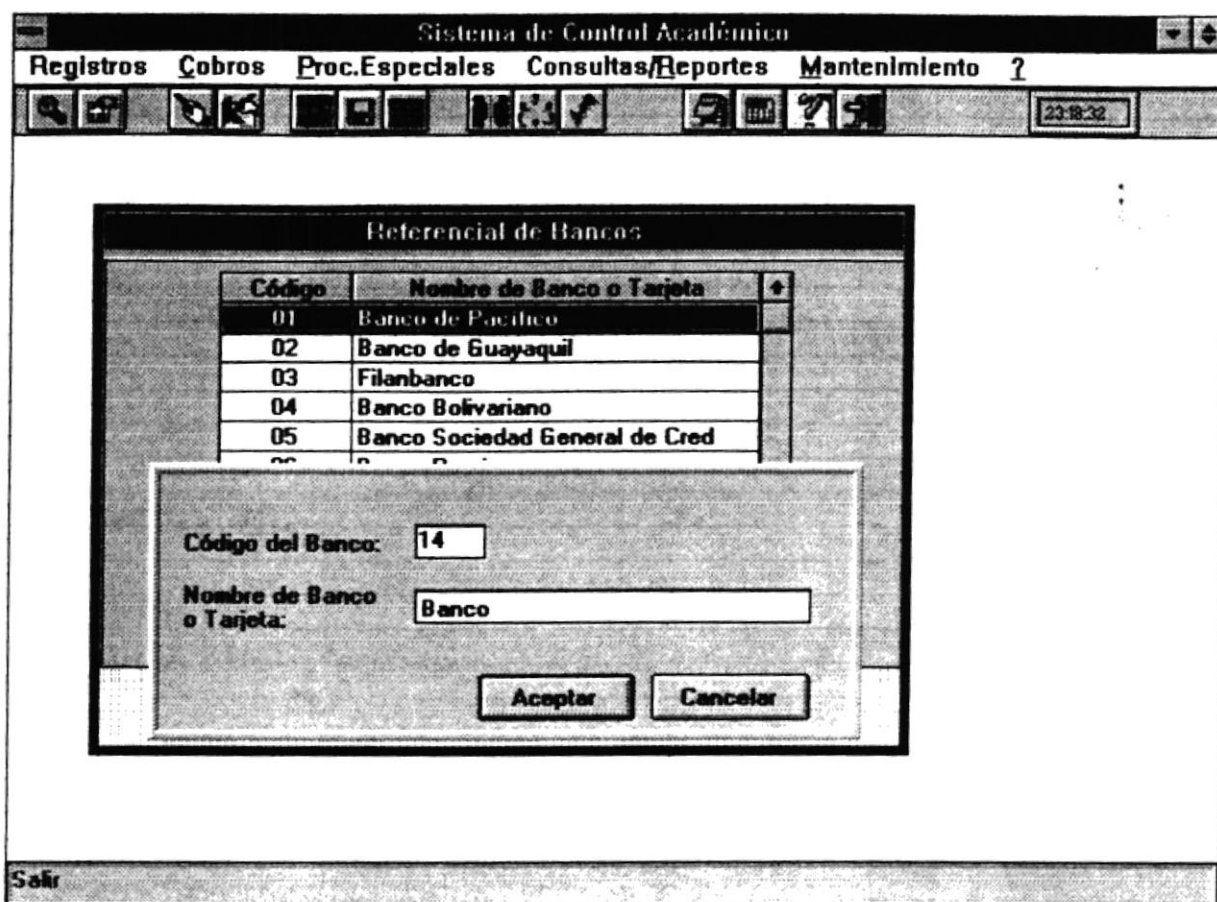 Sistema de Control Académico
Registros Cobros Proc.Especiales Consultas/Reportes Mantenimiento ?
23:18:32
Referencial de Bancos
Código Nombre de Banco o Tarjeta
01 Banco de Pacífico
02 Banco de Guayaquil
03 Filanbanco
04 Banco Bolivariano
05 Banco Sociedad General de Cred
Código del Banco: 14
Nombre de Banco
o Tarjeta: Banco
Aceptar Cancelar
Salir